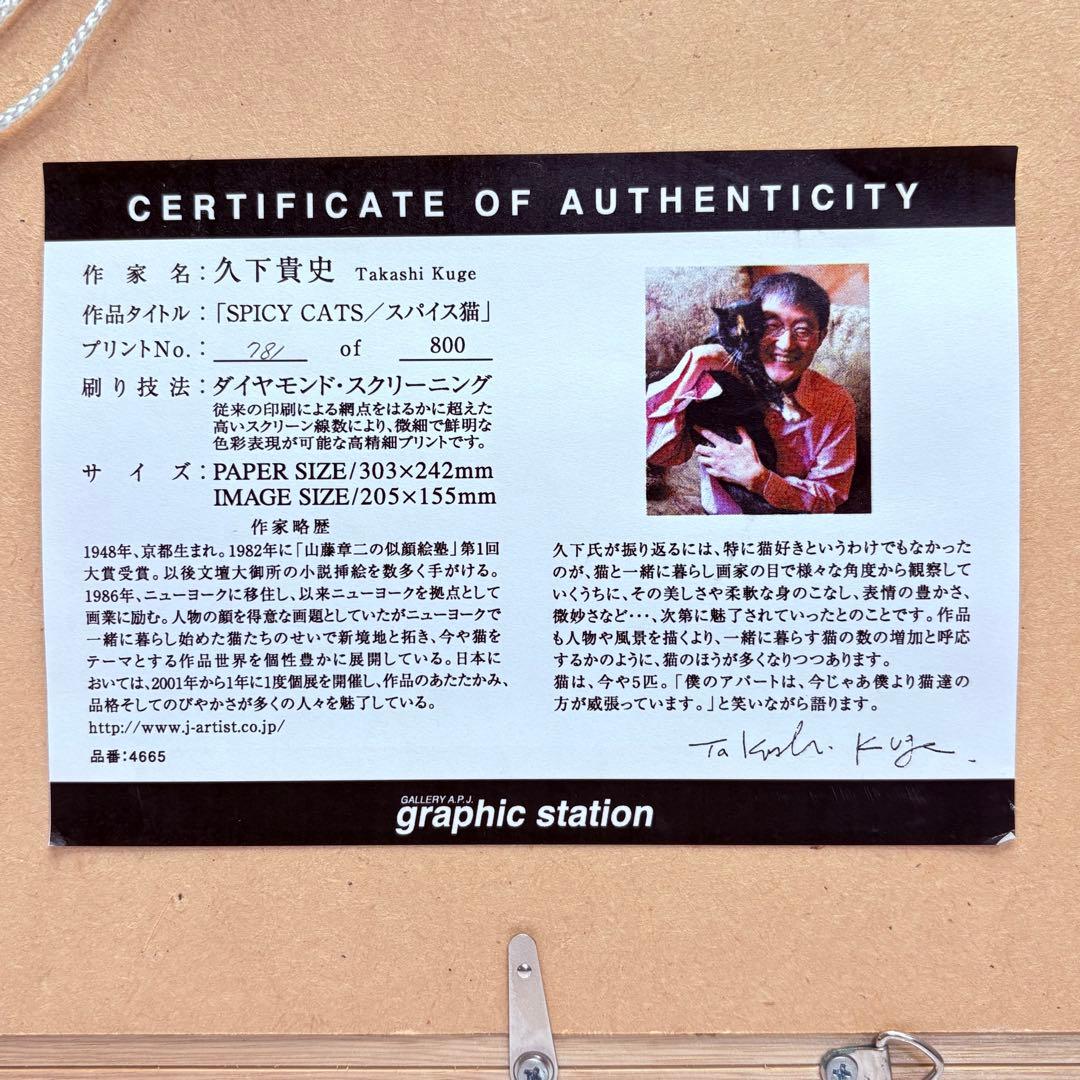 CERTIFICATE OF AUTHENTICITY
作家名：久下貴史 Takashi Kuge
作品タイトル：「SPICY CATS／スパイス猫」
プリントNo.： 781 of 800
刷り技法：ダイヤモンド・スクリーニング
従来の印刷による網点をはるかに超えた
高いスクリーン線数により、微細で鮮明な
色彩表現が可能な高精細プリントです。
サイズ：PAPER SIZE/303×242mm
IMAGE SIZE/205×155mm
作家略歴
1948年、京都生まれ。1982年に「山藤章二の似顔絵塾」第1回
大賞受賞。以後文壇大御所の小説挿絵を数多く手がける。
1986年、ニューヨークに移住し、以来ニューヨークを拠点として
画業に励む。人物の顔を得意な画題としていたがニューヨークで
一緒に暮らし始めた猫たちのせいで新境地と拓き、今や猫を
テーマとする作品世界を個性豊かに展開している。日本に
おいては、2001年から1年に1度個展を開催し、作品のあたたかみ、
品格そしてのびやかさが多くの人々を魅了している。
http://www.j-artist.co.jp/
品番：4665
久下氏が振り返るには、特に猫好きというわけでもなかった
のが、猫と一緒に暮らし画家の目で様々な角度から観察して
いくうちに、その美しさや柔軟な身のこなし、表情の豊かさ、
微妙さなど・・・、次第に魅了されていったとのことです。作品
も人物や風景を描くより、一緒に暮らす猫の数の増加と呼応
するかのように、猫のほうが多くなりつつあります。
猫は、今や5匹。「僕のアパートは、今じゃあ僕より猫達の
方が威張っています。」と笑いながら語ります。
Takashi. Kuge.
GALLERY A.P.J.
graphic station